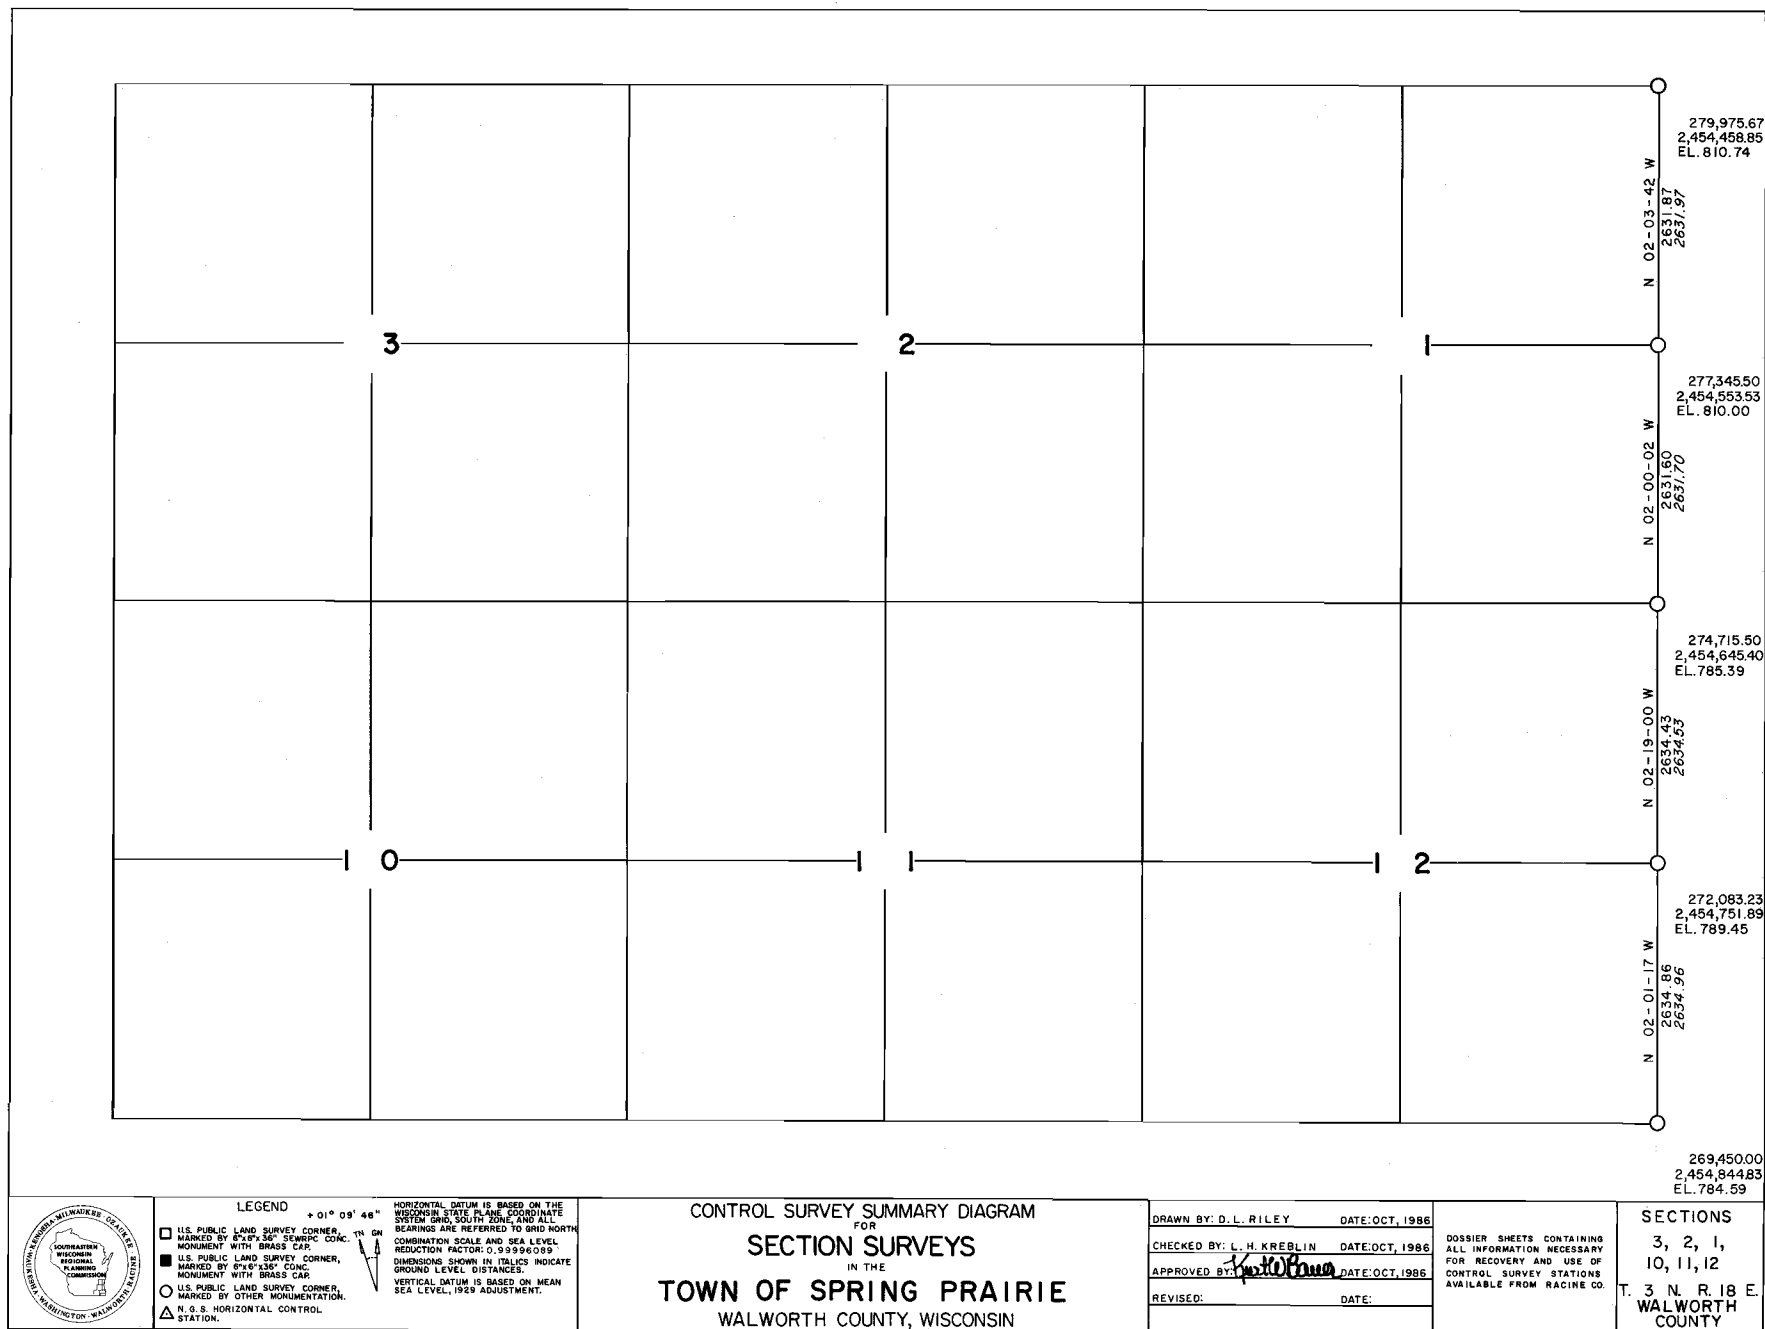 279,975.67
2,454,458.85
EL. 810.74
N 02-03-42 W
2631.87
2631.97
3
2
1
277,345.50
2,454,553.53
EL. 810.00
N 02-00-02 W
2631.60
2631.70
274,715.50
2,454,645.40
EL. 785.39
N 02-19-00 W
2634.43
2634.53
10
11
12
272,083.23
2,454,751.89
EL. 789.45
N 02-01-17 W
2634.86
2634.96
269,450.00
2,454,844.83
EL. 784.59
KENOSHA·MILWAUKEE·OZAUKEE·RACINE·WALWORTH·WASHINGTON·WAUKESHA
SOUTHEASTERN
WISCONSIN
REGIONAL
PLANNING
COMMISSION
LEGEND
U.S. PUBLIC LAND SURVEY CORNER,
MARKED BY 6"x6"x36" SEWRPC CONC.
MONUMENT WITH BRASS CAP.
U.S. PUBLIC LAND SURVEY CORNER,
MARKED BY 6"x6"x36" CONC.
MONUMENT WITH BRASS CAP.
U.S. PUBLIC LAND SURVEY CORNER,
MARKED BY OTHER MONUMENTATION.
N.G.S. HORIZONTAL CONTROL
STATION.
+01° 09' 46"
TN GN
HORIZONTAL DATUM IS BASED ON THE
WISCONSIN STATE PLANE COORDINATE
SYSTEM GRID, SOUTH ZONE, AND ALL
BEARINGS ARE REFERRED TO GRID NORTH
COMBINATION SCALE AND SEA LEVEL
REDUCTION FACTOR: 0.99996089
DIMENSIONS SHOWN IN ITALICS INDICATE
GROUND LEVEL DISTANCES.
VERTICAL DATUM IS BASED ON MEAN
SEA LEVEL, 1929 ADJUSTMENT.
CONTROL SURVEY SUMMARY DIAGRAM
FOR
SECTION SURVEYS
IN THE
TOWN OF SPRING PRAIRIE
WALWORTH COUNTY, WISCONSIN
DRAWN BY: D. L. RILEY DATE: OCT, 1986
CHECKED BY: L. H. KREBLIN DATE: OCT, 1986
APPROVED BY: Kurt W Bauer DATE: OCT, 1986
REVISED: DATE:
DOSSIER SHEETS CONTAINING
ALL INFORMATION NECESSARY
FOR RECOVERY AND USE OF
CONTROL SURVEY STATIONS
AVAILABLE FROM RACINE CO.
SECTIONS
3, 2, 1,
10, 11, 12
T. 3 N. R. 18 E.
WALWORTH
COUNTY